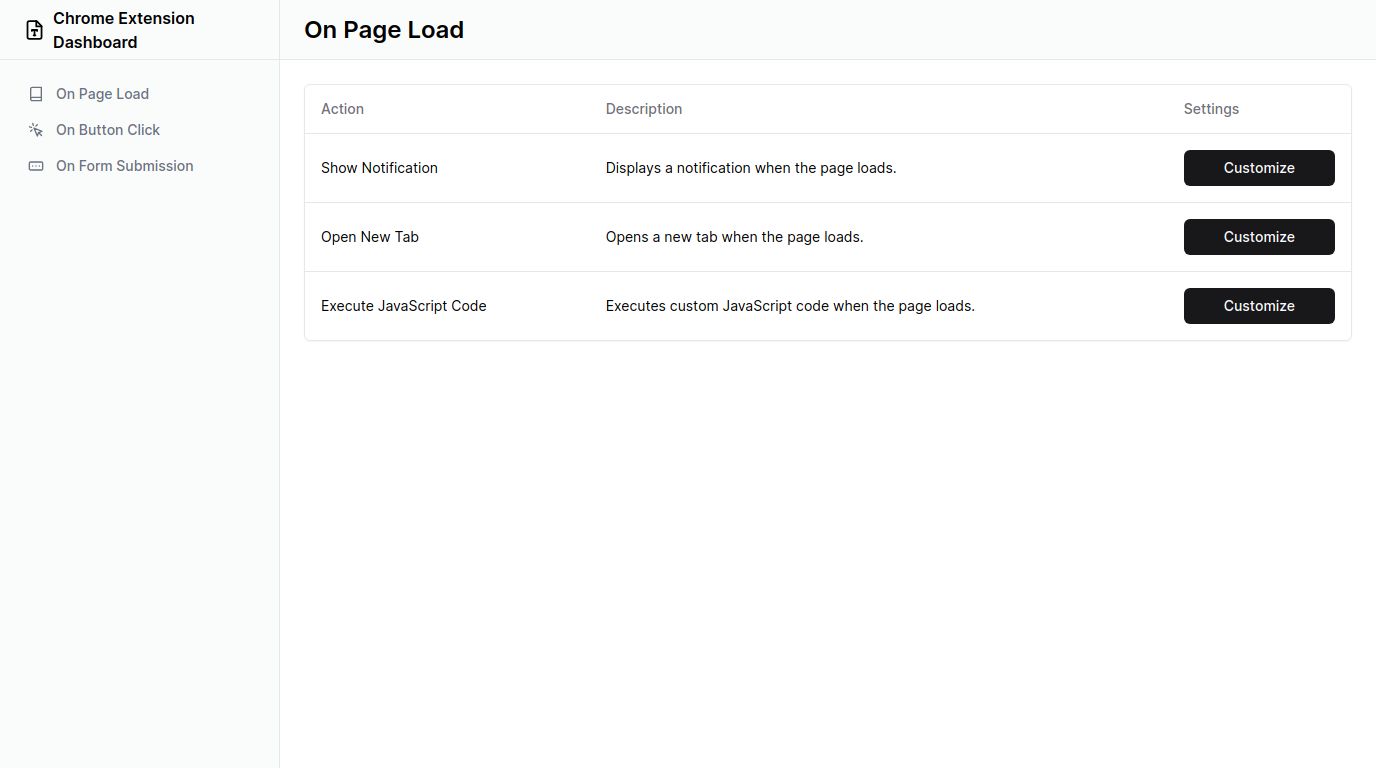 Chrome Extension
Dashboard
On Page Load
On Button Click
On Form Submission
On Page Load
Action Description Settings
Show Notification Displays a notification when the page loads. Customize
Open New Tab Opens a new tab when the page loads. Customize
Execute JavaScript Code Executes custom JavaScript code when the page loads. Customize